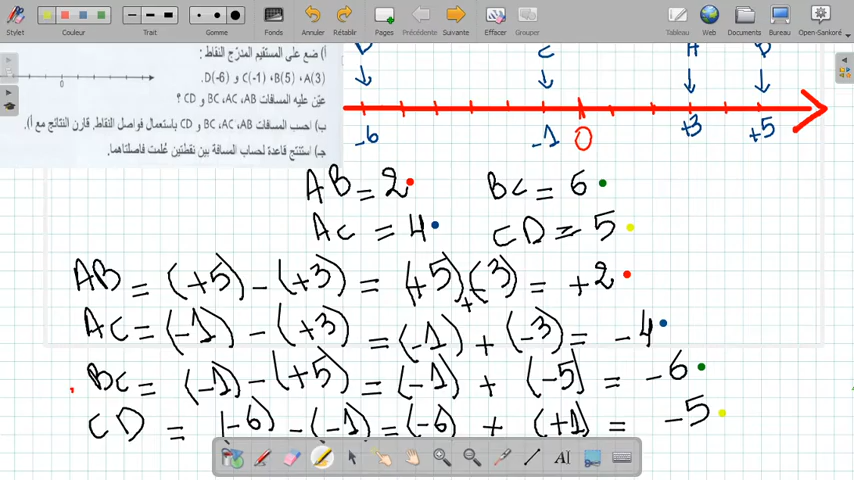 Stylo Couleur Ligne Gomme Fonds Annuler Rétablir Pages Précédente Suivante Effacer Web Documents Bureau Open-Sankoré
أ) ضع على المستقيم المدرّج النقاط :
A(3)، B(5)، C(-1) و D(-6).
عيّن عليه المسافات AB، AC، BC و CD ؟
ب) احسب المسافات AB، AC، BC و CD باستعمال فواصل النقاط. قارن النتائج مع أ).
جـ) استنتج قاعدة لحساب المسافة بين نقطتين عُلمت فاصلتاهما.
0
C
-6 -1 0 +3 +5
AB = 2 BC = 6
AC = 4 CD = 5
AB = (+5) - (+3) = (+5) + (-3) = +2
AC = (-1) - (+3) = (-1) + (-3) = -4
BC = (-1) - (+5) = (-1) + (-5) = -6
CD = (-6) - (-1) = (-6) + (+1) = -5